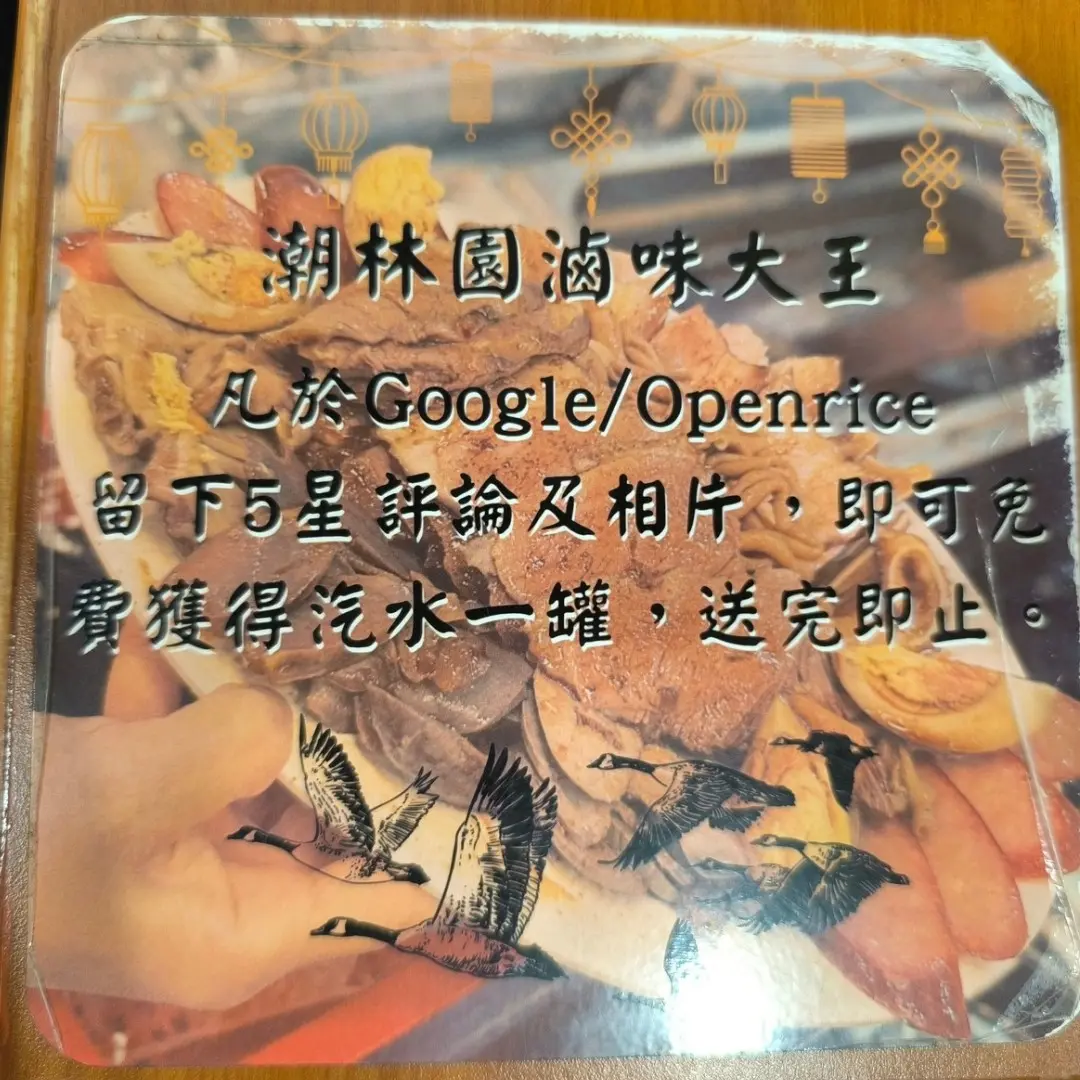 潮林園滷味大王
凡於Google/Openrice
留下5星評論及相片，即可免
費獲得汽水一罐，送完即止。